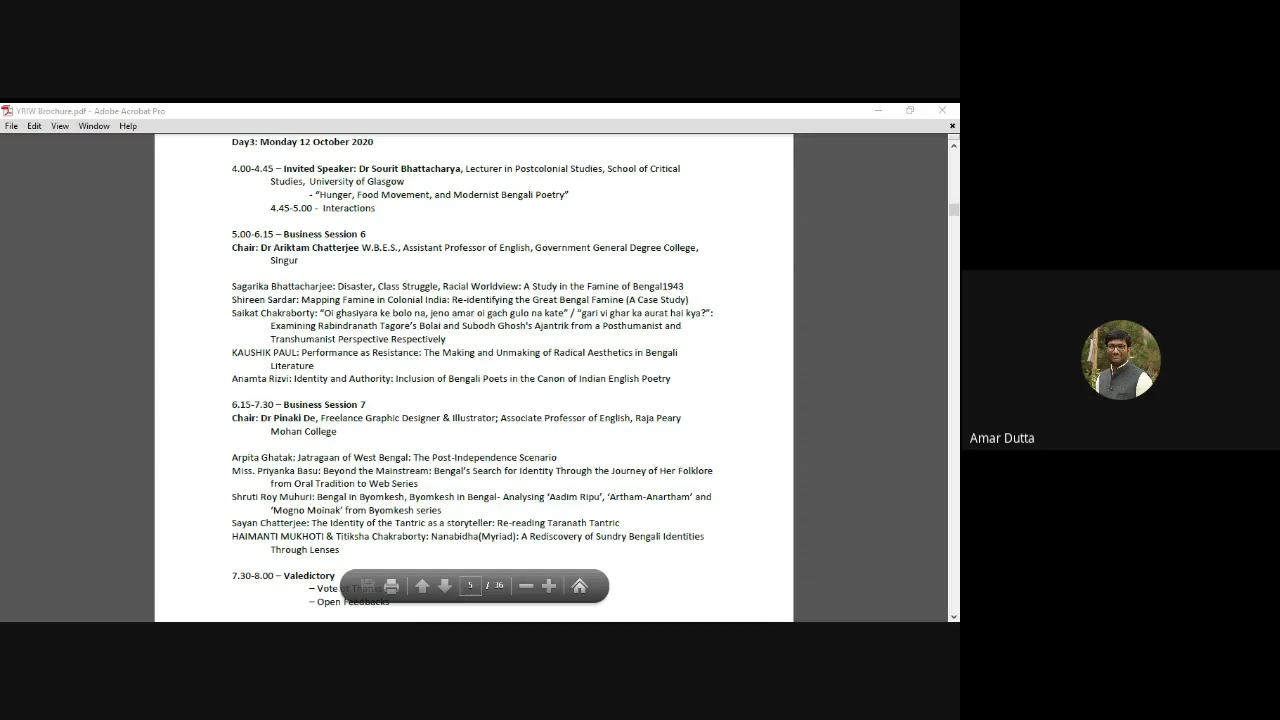 YRIW Brochure.pdf - Adobe Acrobat Pro
File Edit View Window Help
Day3: Monday 12 October 2020
4.00-4.45 – Invited Speaker: Dr Sourit Bhattacharya, Lecturer in Postcolonial Studies, School of Critical
Studies, University of Glasgow
- “Hunger, Food Movement, and Modernist Bengali Poetry”
4.45-5.00 - Interactions
5.00-6.15 – Business Session 6
Chair: Dr Ariktam Chatterjee W.B.E.S., Assistant Professor of English, Government General Degree College,
Singur
Sagarika Bhattacharjee: Disaster, Class Struggle, Racial Worldview: A Study in the Famine of Bengal1943
Shireen Sardar: Mapping Famine in Colonial India: Re-identifying the Great Bengal Famine (A Case Study)
Saikat Chakraborty: “Oi ghasiyara ke bolo na, jeno amar oi gach gulo na kate” / “gari vi ghar ka aurat hai kya?”:
Examining Rabindranath Tagore’s Bolai and Subodh Ghosh's Ajantrik from a Posthumanist and
Transhumanist Perspective Respectively
KAUSHIK PAUL: Performance as Resistance: The Making and Unmaking of Radical Aesthetics in Bengali
Literature
Anamta Rizvi: Identity and Authority: Inclusion of Bengali Poets in the Canon of Indian English Poetry
6.15-7.30 – Business Session 7
Chair: Dr Pinaki De, Freelance Graphic Designer & Illustrator; Associate Professor of English, Raja Peary
Mohan College
Arpita Ghatak: Jatragaan of West Bengal: The Post-Independence Scenario
Miss. Priyanka Basu: Beyond the Mainstream: Bengal’s Search for Identity Through the Journey of Her Folklore
from Oral Tradition to Web Series
Shruti Roy Muhuri: Bengal in Byomkesh, Byomkesh in Bengal- Analysing ‘Aadim Ripu’, ‘Artham-Anartham’ and
‘Mogno Moinak’ from Byomkesh series
Sayan Chatterjee: The Identity of the Tantric as a storyteller: Re-reading Taranath Tantric
HAIMANTI MUKHOTI & Titiksha Chakraborty: Nanabidha(Myriad): A Rediscovery of Sundry Bengali Identities
Through Lenses
7.30-8.00 – Valedictory
– Vote of Thanks
– Open Feedbacks
5 / 36
Amar Dutta